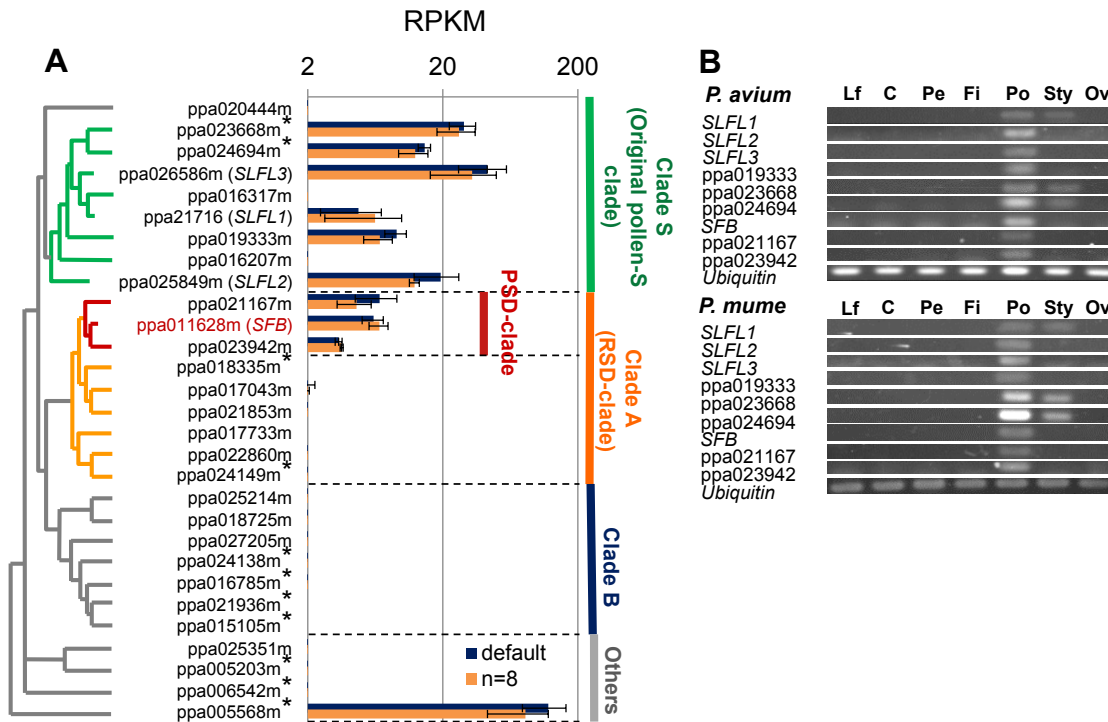 RPKM
A
2 20 200
ppa020444m
ppa023668m*
ppa024694m*
ppa026586m (SLFL3)
ppa016317m
ppa21716 (SLFL1)
ppa019333m
ppa016207m
ppa025849m (SLFL2)
ppa021167m
ppa011628m (SFB)
ppa023942m
ppa018335m*
ppa017043m
ppa021853m
ppa017733m
ppa022860m
ppa024149m*
ppa025214m
ppa018725m
ppa027205m
ppa024138m*
ppa016785m*
ppa021936m*
ppa015105m*
ppa025351m
ppa005203m*
ppa006542m*
ppa005568m*
default
n=8
Clade S
(Original pollen-S
clade)
PSD-clade
Clade A
(RSD-clade)
Clade B
Others
B
P. avium
Lf C Pe Fi Po Sty Ov
SLFL1
SLFL2
SLFL3
ppa019333
ppa023668
ppa024694
SFB
ppa021167
ppa023942
Ubiquitin
P. mume
Lf C Pe Fi Po Sty Ov
SLFL1
SLFL2
SLFL3
ppa019333
ppa023668
ppa024694
SFB
ppa021167
ppa023942
Ubiquitin